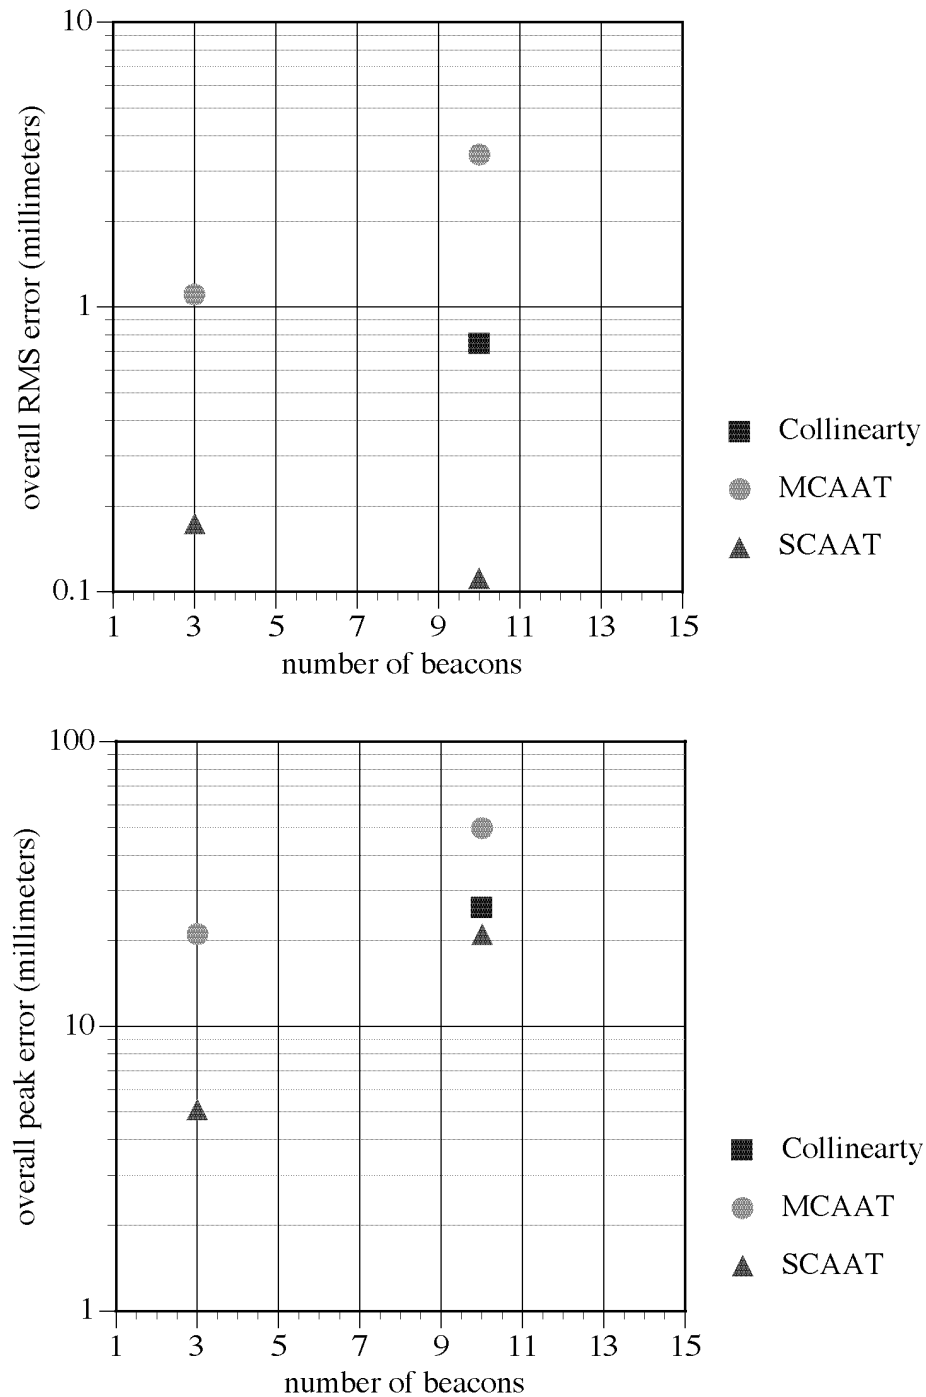 10
1
0.1
overall RMS error (millimeters)
1 3 5 7 9 11 13 15
number of beacons
Collinearty
MCAAT
SCAAT
100
10
1
overall peak error (millimeters)
1 3 5 7 9 11 13 15
number of beacons
Collinearty
MCAAT
SCAAT